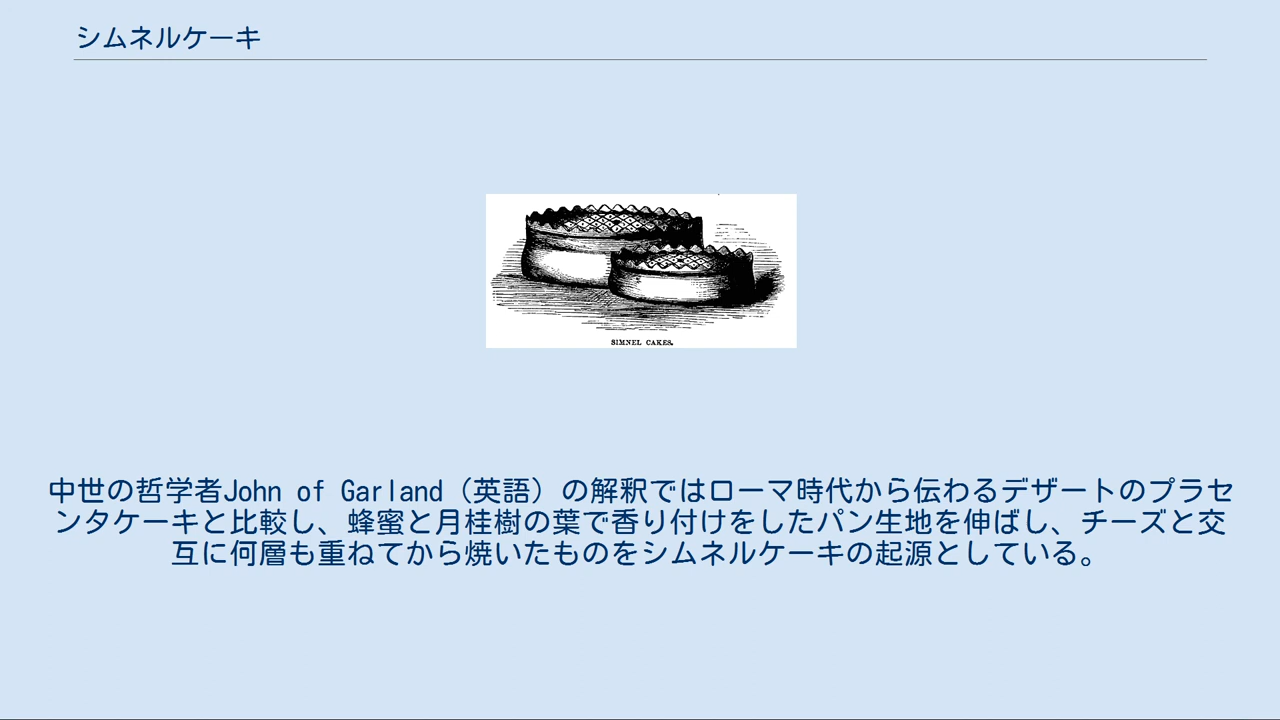 シムネルケーキ
SIMNEL CAKES.
中世の哲学者John of Garland（英語）の解釈ではローマ時代から伝わるデザートのプラセ
ンタケーキと比較し、蜂蜜と月桂樹の葉で香り付けをしたパン生地を伸ばし、チーズと交
互に何層も重ねてから焼いたものをシムネルケーキの起源としている。